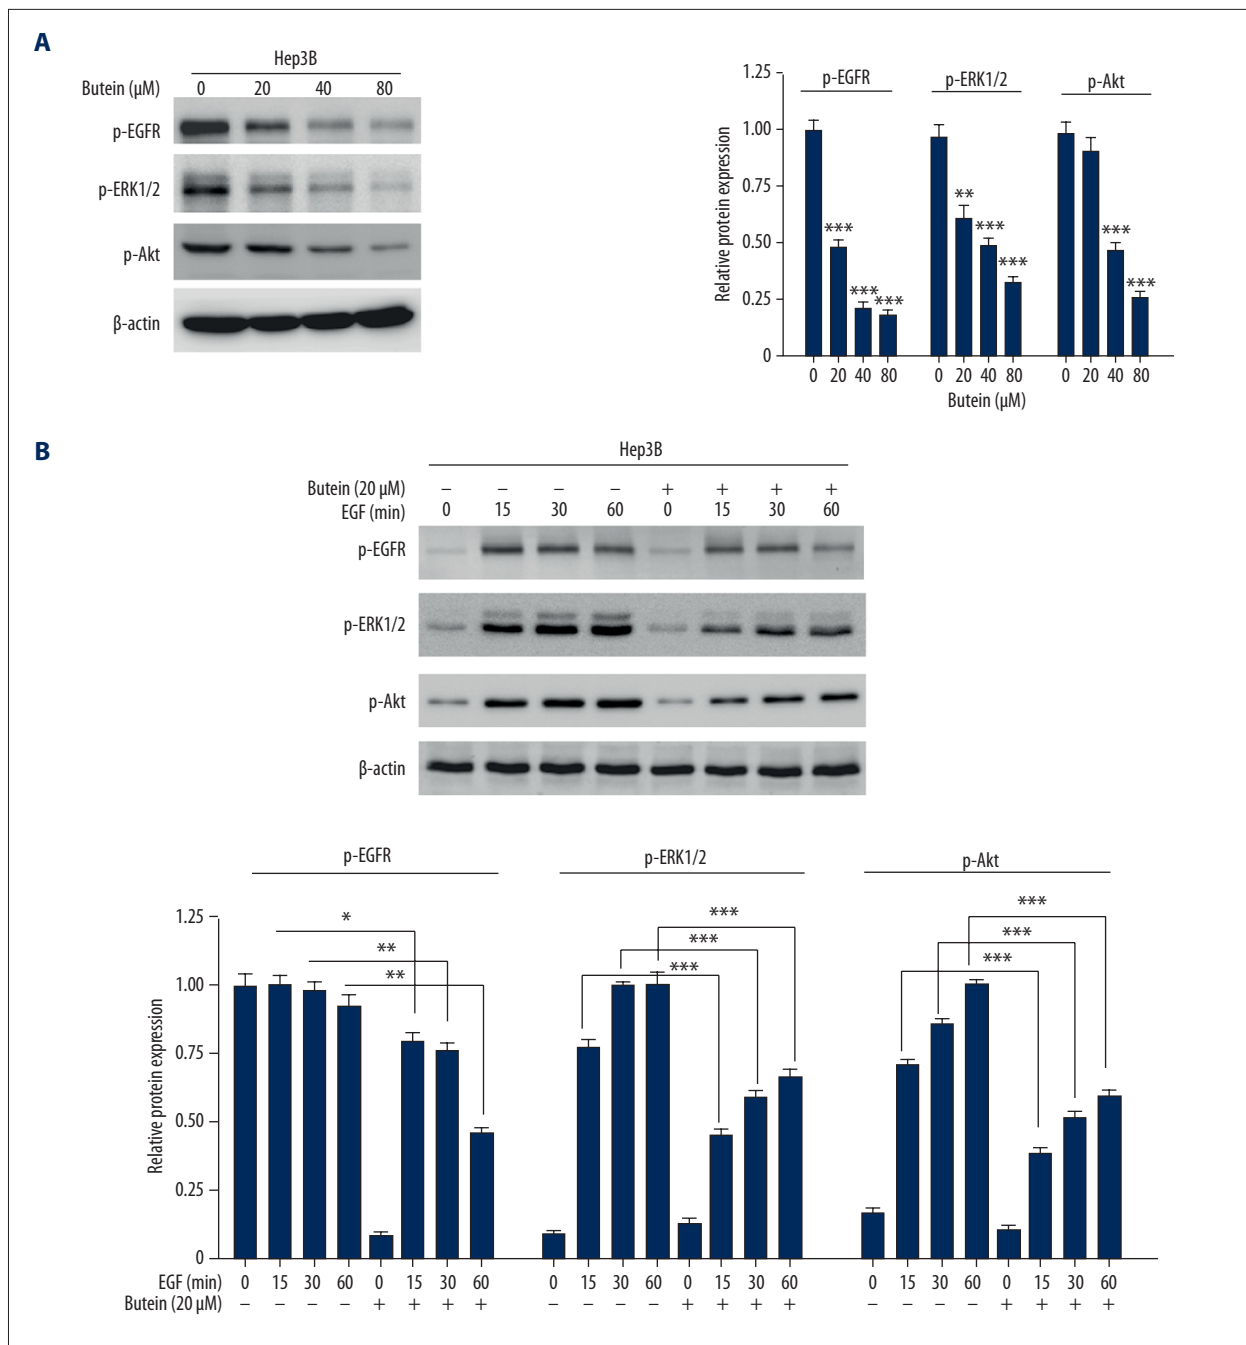 A
Hep3B
Butein (μM) 0 20 40 80
p-EGFR
p-ERK1/2
p-Akt
β-actin
p-EGFR p-ERK1/2 p-Akt
Relative protein expression
1.25
1.00
0.75
0.50
0.25
0
*** *** ***
** *** ***
*** ***
0 20 40 80 0 20 40 80 0 20 40 80
Butein (μM)
B
Hep3B
Butein (20 μM) – – – – + + + +
EGF (min) 0 15 30 60 0 15 30 60
p-EGFR
p-ERK1/2
p-Akt
β-actin
p-EGFR p-ERK1/2 p-Akt
Relative protein expression
1.25
1.00
0.75
0.50
0.25
0
* ** **
*** *** ***
*** *** ***
EGF (min) 0 15 30 60 0 15 30 60 0 15 30 60 0 15 30 60 0 15 30 60 0 15 30 60
Butein (20 μM) – – – – + + + + – – – – + + + + – – – – + + + +